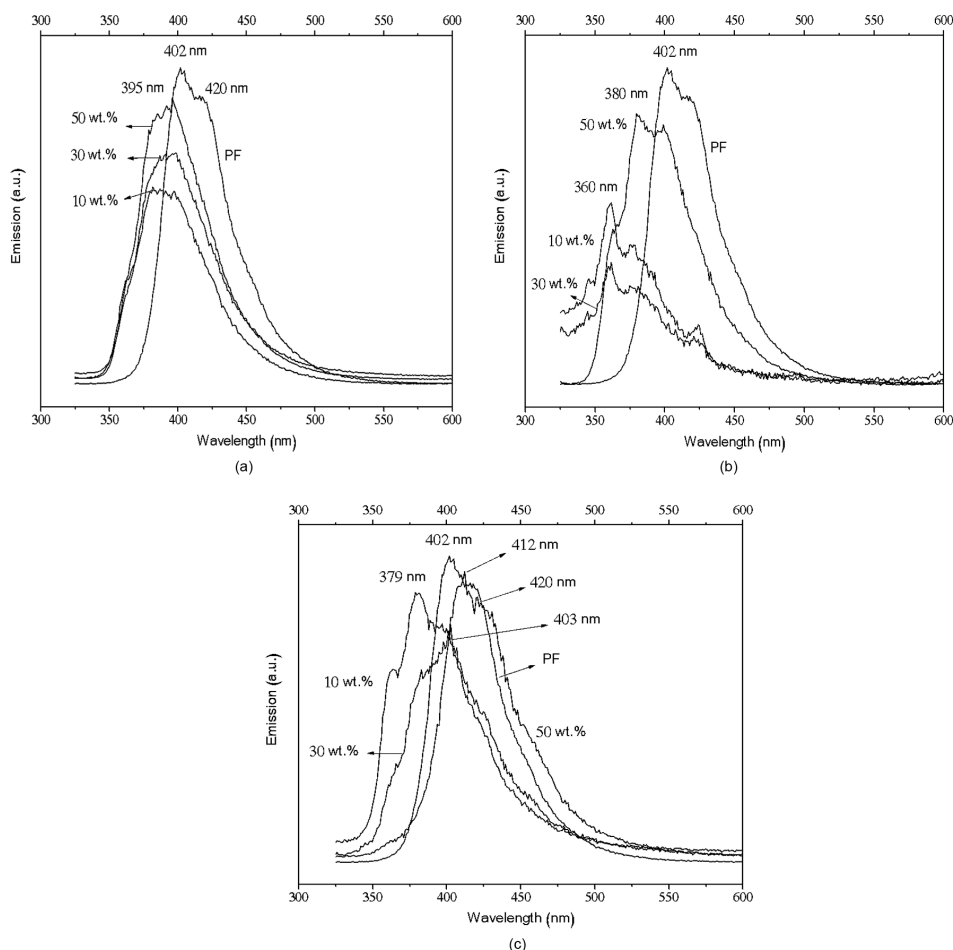 300 350 400 450 500 550 600
402 nm
395 nm 420 nm
50 wt.%
30 wt.%
PF
10 wt.%
Emission (a.u.)
300 350 400 450 500 550 600
Wavelength (nm)
(a)
300 350 400 450 500 550 600
402 nm
380 nm
50 wt.%
PF
360 nm
10 wt.%
30 wt.%
Emission (a.u.)
300 350 400 450 500 550 600
Wavelength (nm)
(b)
300 350 400 450 500 550 600
402 nm 412 nm
379 nm 420 nm
403 nm
PF
10 wt.%
50 wt.%
30 wt.%
Emission (a.u.)
300 350 400 450 500 550 600
Wavelength (nm)
(c)